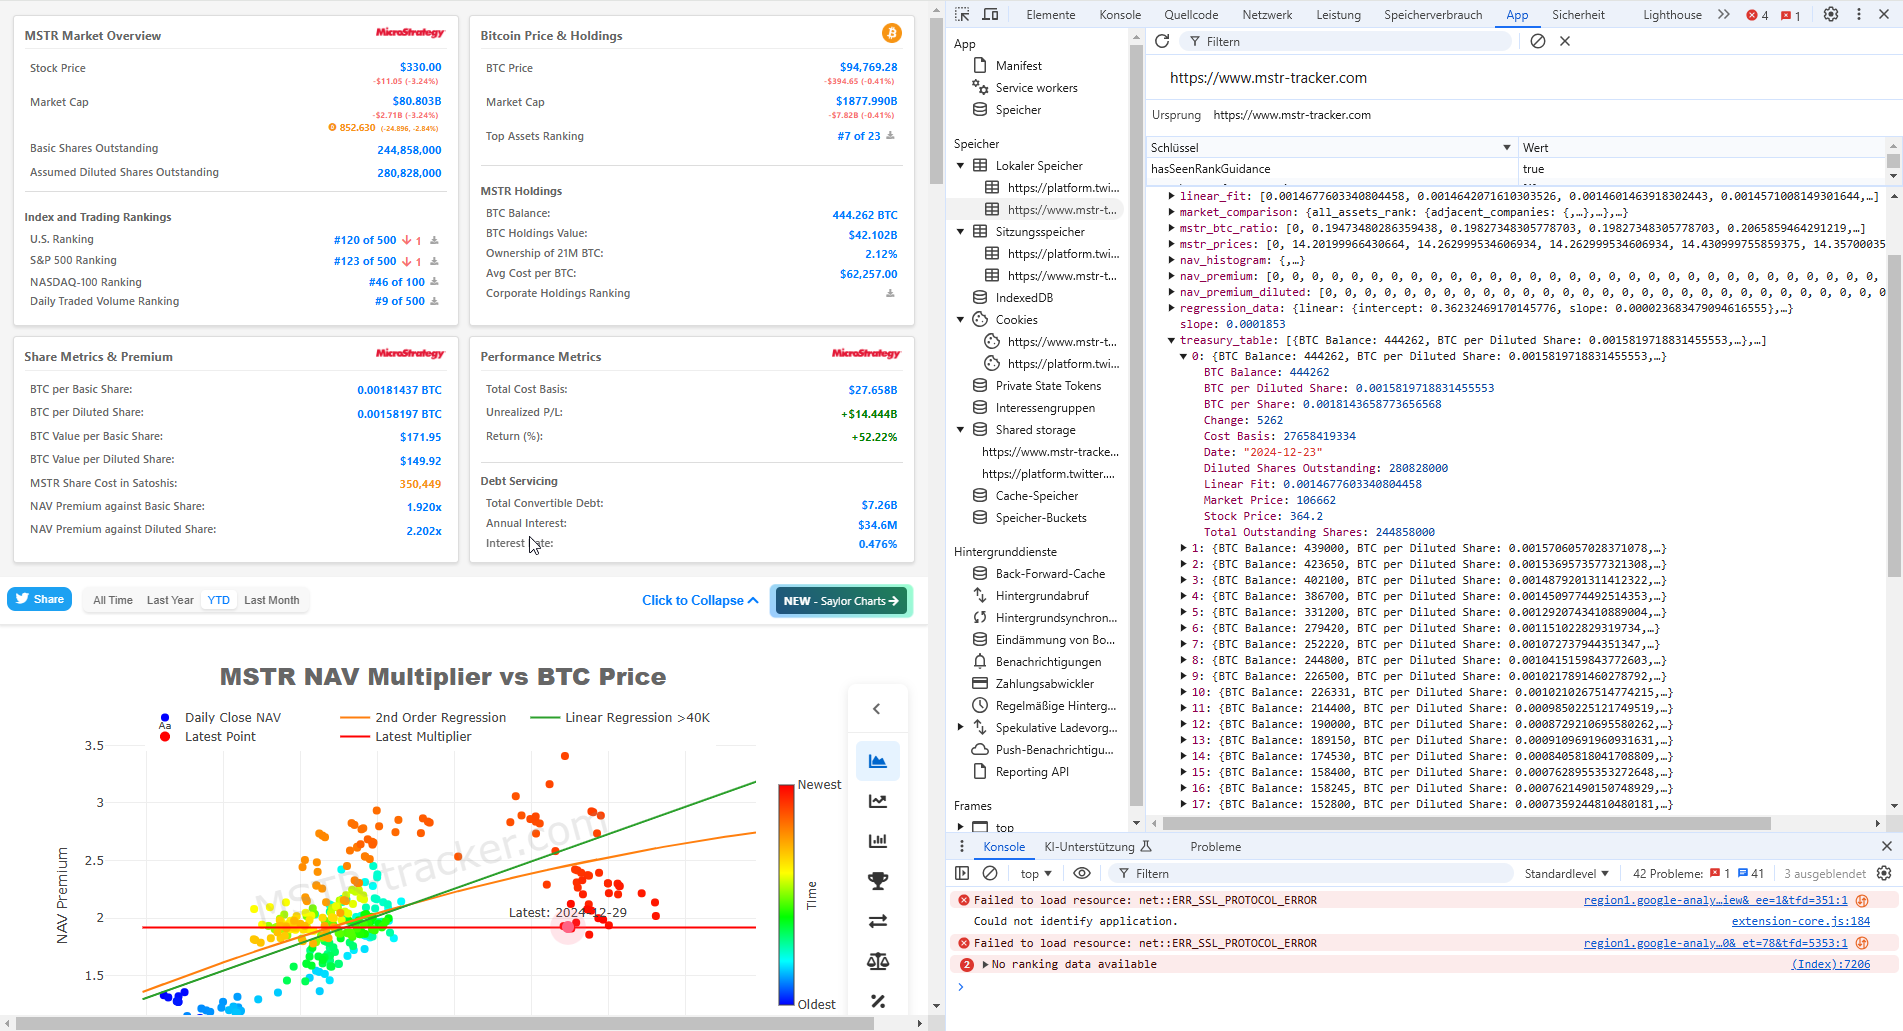 MSTR Market Overview MicroStrategy
Stock Price $330.00
-$11.05 (-3.24%)
Market Cap $80.803B
-$2.71B (-3.24%)
852.630 (-24.896, -2.84%)
Basic Shares Outstanding 244,858,000
Assumed Diluted Shares Outstanding 280,828,000
Index and Trading Rankings
U.S. Ranking #120 of 500 1
S&P 500 Ranking #123 of 500 1
NASDAQ-100 Ranking #46 of 100
Daily Traded Volume Ranking #9 of 500
Bitcoin Price & Holdings
BTC Price $94,769.28
-$394.65 (-0.41%)
Market Cap $1877.990B
-$7.82B (-0.41%)
Top Assets Ranking #7 of 23
MSTR Holdings
BTC Balance: 444.262 BTC
BTC Holdings Value: $42.102B
Ownership of 21M BTC: 2.12%
Avg Cost per BTC: $62,257.00
Corporate Holdings Ranking
Share Metrics & Premium MicroStrategy
BTC per Basic Share: 0.00181437 BTC
BTC per Diluted Share: 0.00158197 BTC
BTC Value per Basic Share: $171.95
BTC Value per Diluted Share: $149.92
MSTR Share Cost in Satoshis: 350,449
NAV Premium against Basic Share: 1.920x
NAV Premium against Diluted Share: 2.202x
Performance Metrics MicroStrategy
Total Cost Basis: $27.658B
Unrealized P/L: +$14.444B
Return (%): +52.22%
Debt Servicing
Total Convertible Debt: $7.26B
Annual Interest: $34.6M
Interest Rate: 0.476%
Share All Time Last Year YTD Last Month Click to Collapse NEW - Saylor Charts
MSTR NAV Multiplier vs BTC Price
Daily Close NAV 2nd Order Regression Linear Regression >40K
Aa
Latest Point Latest Multiplier
3.5
3
2.5
2
1.5
NAV Premium
MSTR-tracker.com
Latest: 2024-12-29
Newest
Oldest
Time
Elemente Konsole Quellcode Netzwerk Leistung Speicherverbrauch App Sicherheit Lighthouse 4 1
App
Manifest
Service workers
Speicher
Speicher
Lokaler Speicher
https://platform.twi...
https://www.mstr-t...
Sitzungsspeicher
https://platform.twi...
https://www.mstr-t...
IndexedDB
Cookies
https://www.mstr-t...
https://platform.twi...
Private State Tokens
Interessengruppen
Shared storage
https://www.mstr-tracke...
https://platform.twitter....
Cache-Speicher
Speicher-Buckets
Hintergrunddienste
Back-Forward-Cache
Hintergrundabruf
Hintergrundsynchron...
Eindämmung von Bo...
Benachrichtigungen
Zahlungsabwickler
Regelmäßige Hinterg...
Spekulative Ladevorg...
Push-Benachrichtigu...
Reporting API
Frames
top
Filtern
https://www.mstr-tracker.com
Ursprung https://www.mstr-tracker.com
Schlüssel Wert
hasSeenRankGuidance true
linear_fit: [0.0014677603340804458, 0.0014642071610303526, 0.0014601463918302443, 0.0014571008149301644,…]
market_comparison: {all_assets_rank: {adjacent_companies: {,…},…},…}
mstr_btc_ratio: [0, 0.19473480286359438, 0.19827348305778703, 0.19827348305778703, 0.2065859464291219,…]
mstr_prices: [0, 14.20199966430664, 14.262999534606934, 14.262999534606934, 14.430999755859375, 14.35700035
nav_histogram: {,…}
nav_premium: [0, 0, 0, 0, 0, 0, 0, 0, 0, 0, 0, 0, 0, 0, 0, 0, 0, 0, 0, 0, 0, 0, 0, 0, 0, 0, 0, 0, 0, 0, 0,
nav_premium_diluted: [0, 0, 0, 0, 0, 0, 0, 0, 0, 0, 0, 0, 0, 0, 0, 0, 0, 0, 0, 0, 0, 0, 0, 0, 0, 0, 0, 0, 0
regression_data: {linear: {intercept: 0.36232469170145776, slope: 0.000023683479094616555},…}
slope: 0.0001853
treasury_table: [{BTC Balance: 444262, BTC per Diluted Share: 0.0015819718831455553,…},…]
0: {BTC Balance: 444262, BTC per Diluted Share: 0.0015819718831455553,…}
BTC Balance: 444262
BTC per Diluted Share: 0.0015819718831455553
BTC per Share: 0.0018143658773656568
Change: 5262
Cost Basis: 27658419334
Date: "2024-12-23"
Diluted Shares Outstanding: 280828000
Linear Fit: 0.0014677603340804458
Market Price: 106662
Stock Price: 364.2
Total Outstanding Shares: 244858000
1: {BTC Balance: 439000, BTC per Diluted Share: 0.0015706057028371078,…}
2: {BTC Balance: 423650, BTC per Diluted Share: 0.0015369573577321308,…}
3: {BTC Balance: 402100, BTC per Diluted Share: 0.0014879201311412322,…}
4: {BTC Balance: 386700, BTC per Diluted Share: 0.0014509774492514353,…}
5: {BTC Balance: 331200, BTC per Diluted Share: 0.0012920743410889004,…}
6: {BTC Balance: 279420, BTC per Diluted Share: 0.001151022829319734,…}
7: {BTC Balance: 252220, BTC per Diluted Share: 0.001072737944351347,…}
8: {BTC Balance: 244800, BTC per Diluted Share: 0.0010415159843772603,…}
9: {BTC Balance: 226500, BTC per Diluted Share: 0.0010217891460278792,…}
10: {BTC Balance: 226331, BTC per Diluted Share: 0.0010210267514774215,…}
11: {BTC Balance: 214400, BTC per Diluted Share: 0.0009850225121749519,…}
12: {BTC Balance: 190000, BTC per Diluted Share: 0.0008729210695580262,…}
13: {BTC Balance: 189150, BTC per Diluted Share: 0.0009109691960931631,…}
14: {BTC Balance: 174530, BTC per Diluted Share: 0.0008405818041708809,…}
15: {BTC Balance: 158400, BTC per Diluted Share: 0.0007628955353272648,…}
16: {BTC Balance: 158245, BTC per Diluted Share: 0.0007621490150748929,…}
17: {BTC Balance: 152800, BTC per Diluted Share: 0.0007359244810480181,…}
Konsole KI-Unterstützung Probleme
top Filtern Standardlevel 42 Probleme: 1 41 3 ausgeblendet
Failed to load resource: net::ERR_SSL_PROTOCOL_ERROR region1.google-analy…iew&_ee=1&tfd=351:1
Could not identify application. extension-core.js:184
Failed to load resource: net::ERR_SSL_PROTOCOL_ERROR region1.google-analy…0&_et=78&tfd=5353:1
2 No ranking data available (Index):7206